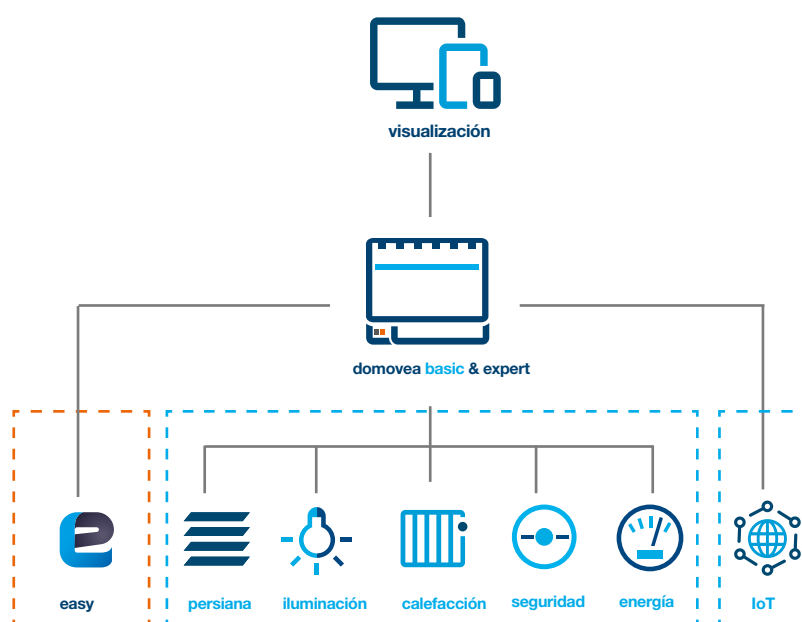 visualización
domovea basic & expert
easy
persiana
iluminación
calefacción
seguridad
energía
IoT